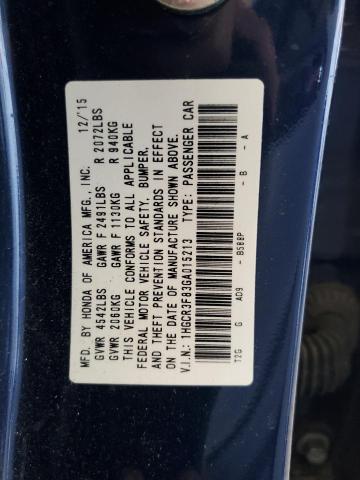 MFD. BY HONDA OF AMERICA MFG., INC. 12/15
GVWR 4542LBS GAWR F 2491LBS R 2072LBS
GVWR 2060KG GAWR F 1130KG R 940KG
THIS VEHICLE CONFORMS TO ALL APPLICABLE
FEDERAL MOTOR VEHICLE SAFETY, BUMPER,
AND THEFT PREVENTION STANDARDS IN EFFECT
ON THE DATE OF MANUFACTURE SHOWN ABOVE.
V.I.N.: 1HGCR3F83GA015213 TYPE: PASSENGER CAR
T2G G AD9 - B588P - B - A